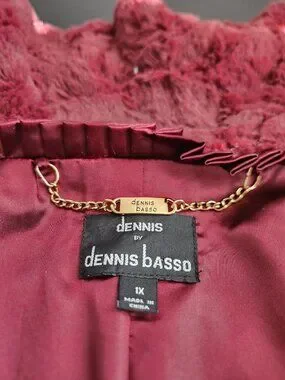 dENNIS
bASSO
dENNIS
BY
dENNIS bASSO
1X
MADE IN
CHINA